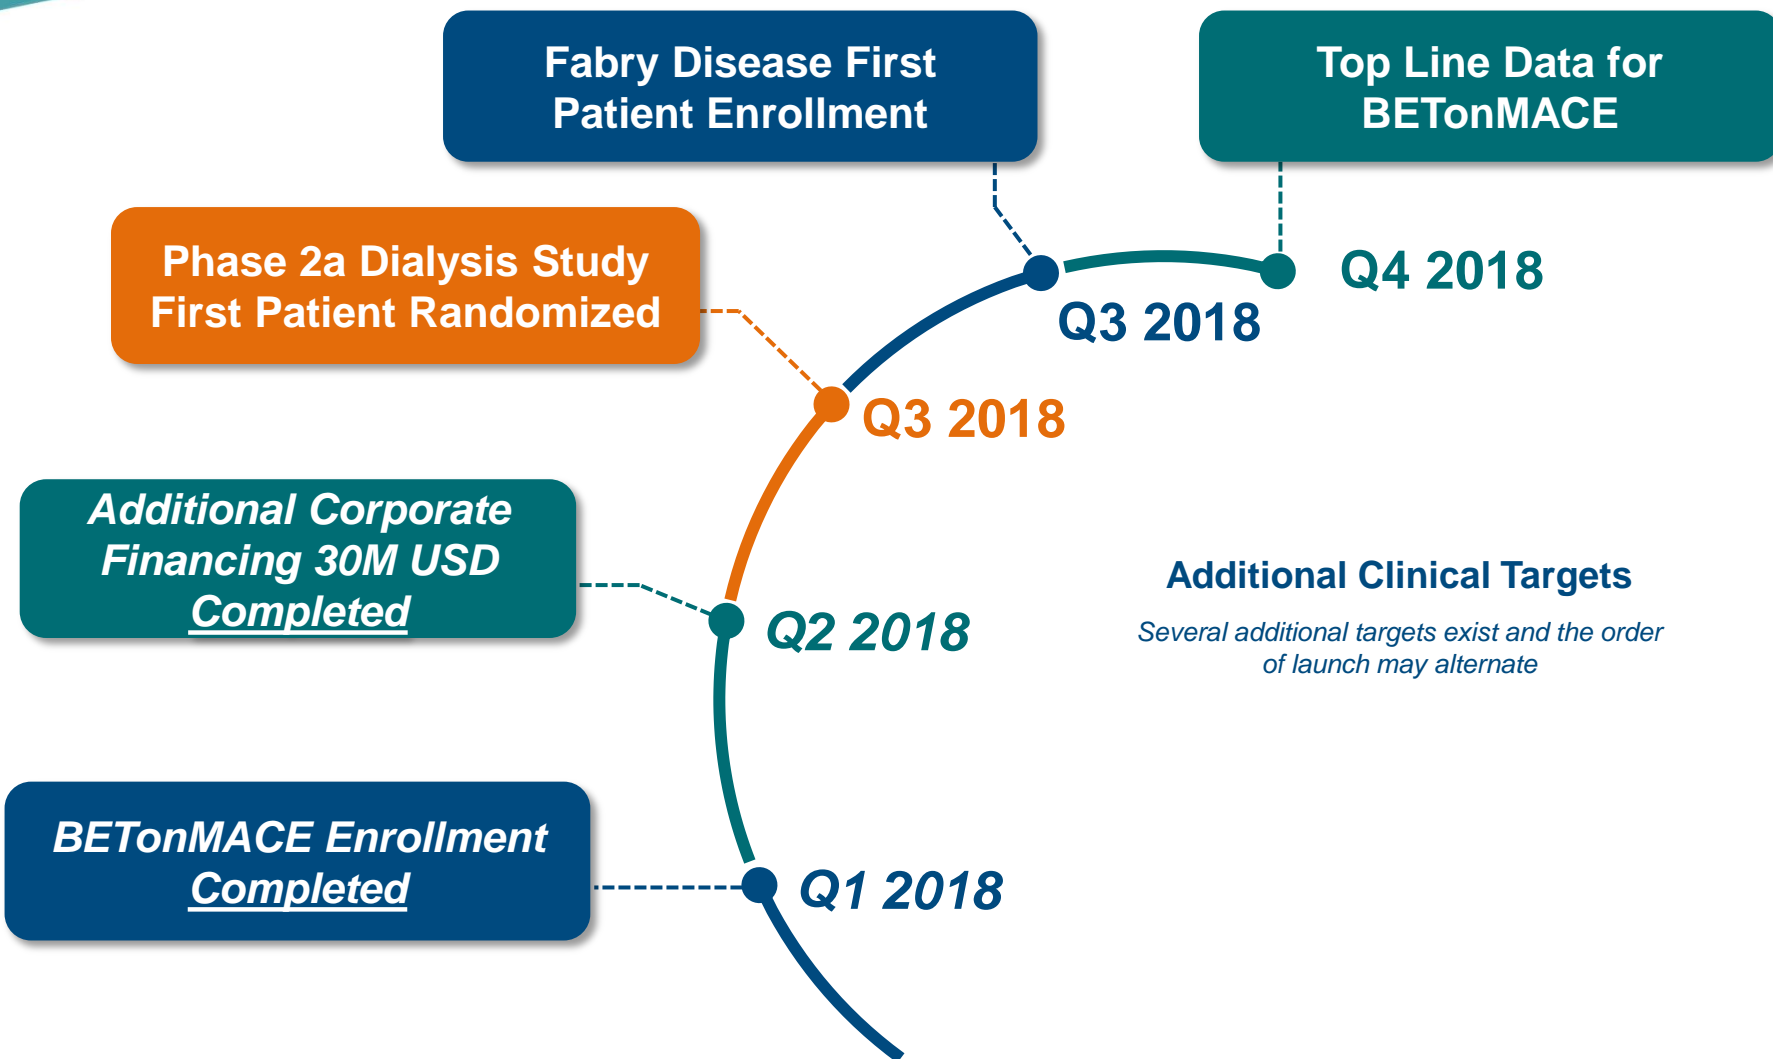 Fabry Disease First
Patient Enrollment
Top Line Data for
BETonMACE
Phase 2a Dialysis Study
First Patient Randomized
Q4 2018
Q3 2018
Q3 2018
Additional Corporate
Financing 30M USD
Completed
Q2 2018
Additional Clinical Targets
Several additional targets exist and the order
of launch may alternate
BETonMACE Enrollment
Completed
Q1 2018